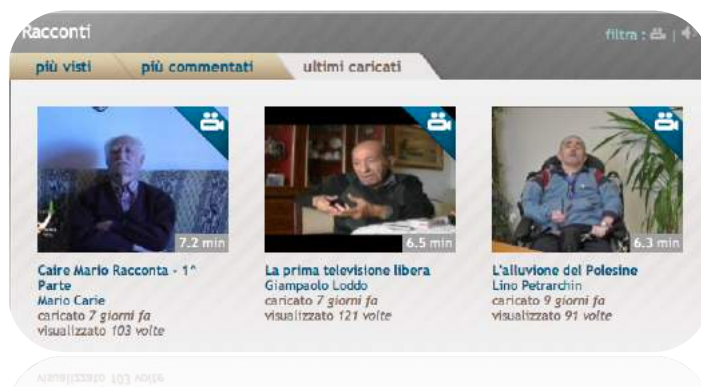 Racconti
filtra : |
più visti
più commentati
ultimi caricati
7.2 min
6.5 min
6.3 min
Caire Mario Racconta - 1^
Parte
Mario Carie
caricato 7 giorni fa
visualizzato 103 volte
La prima televisione libera
Giampaolo Loddo
caricato 7 giorni fa
visualizzato 121 volte
L'alluvione del Polesine
Lino Petrarchin
caricato 9 giorni fa
visualizzato 91 volte